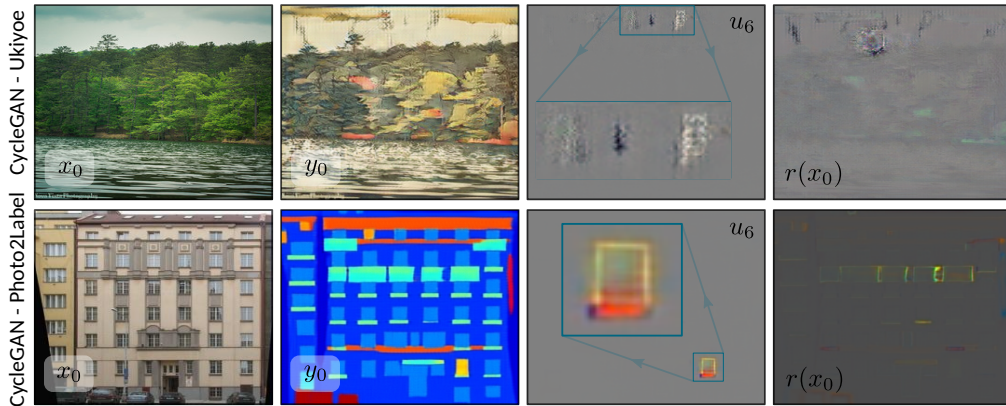 CycleGAN - Ukiyoe
x₀
y₀
u₆
r(x₀)
CycleGAN - Photo2Label
x₀
y₀
u₆
r(x₀)